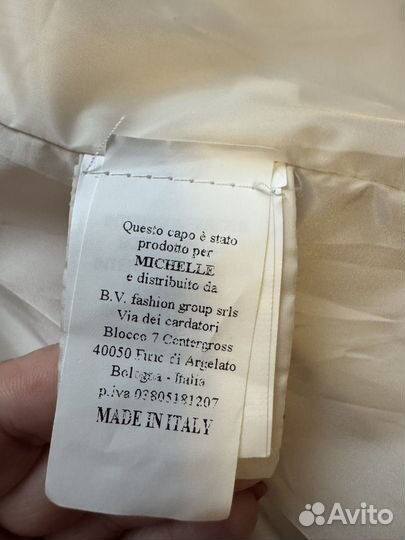 Questo capo è stato
prodotto per
MICHELLE
e distribuito da
B.V. fashion group srls
Via dei cardatori
Blocco 7 Centergross
40050 Funo di Argelato
Bologna - Italia
p.iva 03805181207
MADE IN ITALY
Avito